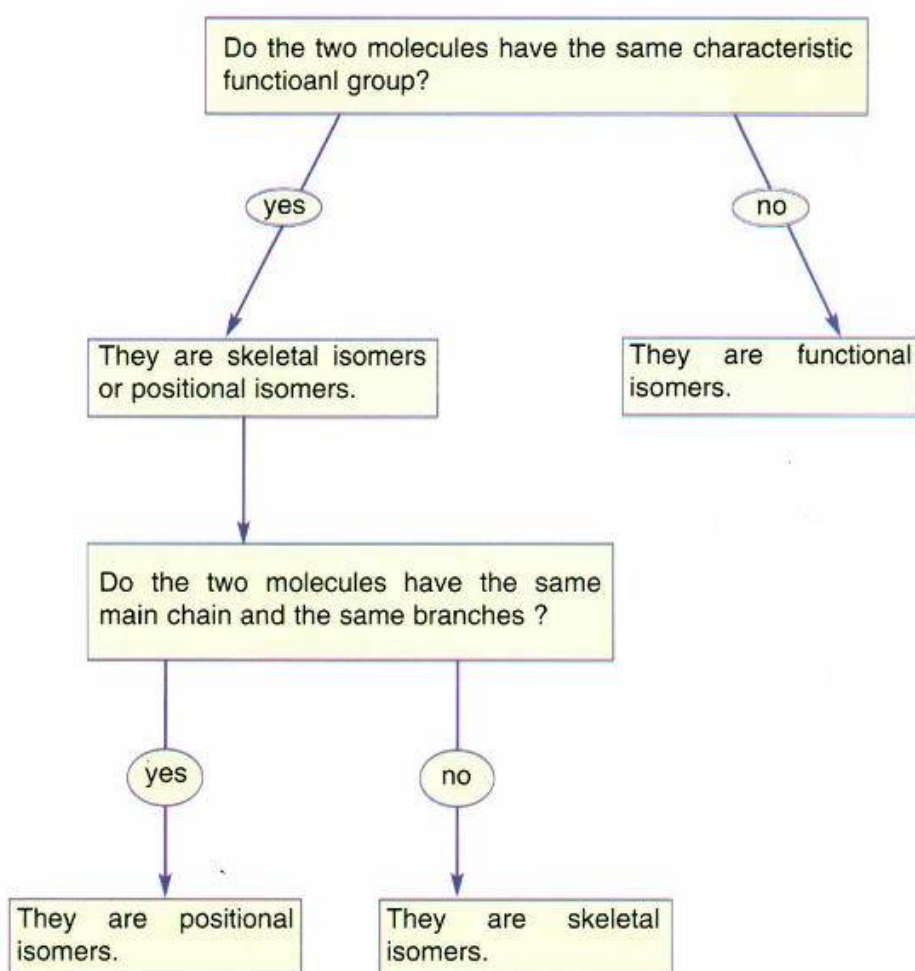 Do the two molecules have the same characteristic
functioanl group?
yes
no
They are skeletal isomers
or positional isomers.
They are functional
isomers.
Do the two molecules have the same
main chain and the same branches ?
yes
no
They are positional
isomers.
They are skeletal
isomers.